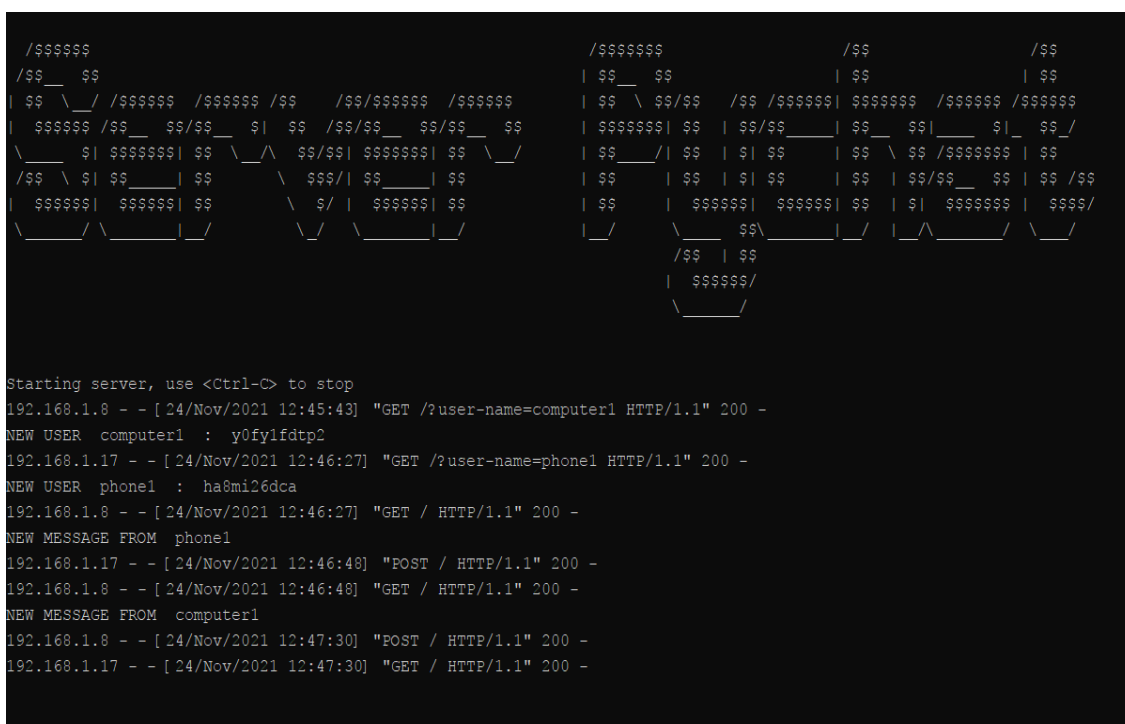 Server Pychat
Starting server, use <Ctrl-C> to stop
192.168.1.8 - - [24/Nov/2021 12:45:43] "GET /?user-name=computer1 HTTP/1.1" 200 -
NEW USER  computer1  :  y0fy1fdtp2
192.168.1.17 - - [24/Nov/2021 12:46:27] "GET /?user-name=phone1 HTTP/1.1" 200 -
NEW USER  phone1  :  ha8mi26dca
192.168.1.8 - - [24/Nov/2021 12:46:27] "GET / HTTP/1.1" 200 -
NEW MESSAGE FROM  phone1
192.168.1.17 - - [24/Nov/2021 12:46:48] "POST / HTTP/1.1" 200 -
192.168.1.8 - - [24/Nov/2021 12:46:48] "GET / HTTP/1.1" 200 -
NEW MESSAGE FROM  computer1
192.168.1.8 - - [24/Nov/2021 12:47:30] "POST / HTTP/1.1" 200 -
192.168.1.17 - - [24/Nov/2021 12:47:30] "GET / HTTP/1.1" 200 -